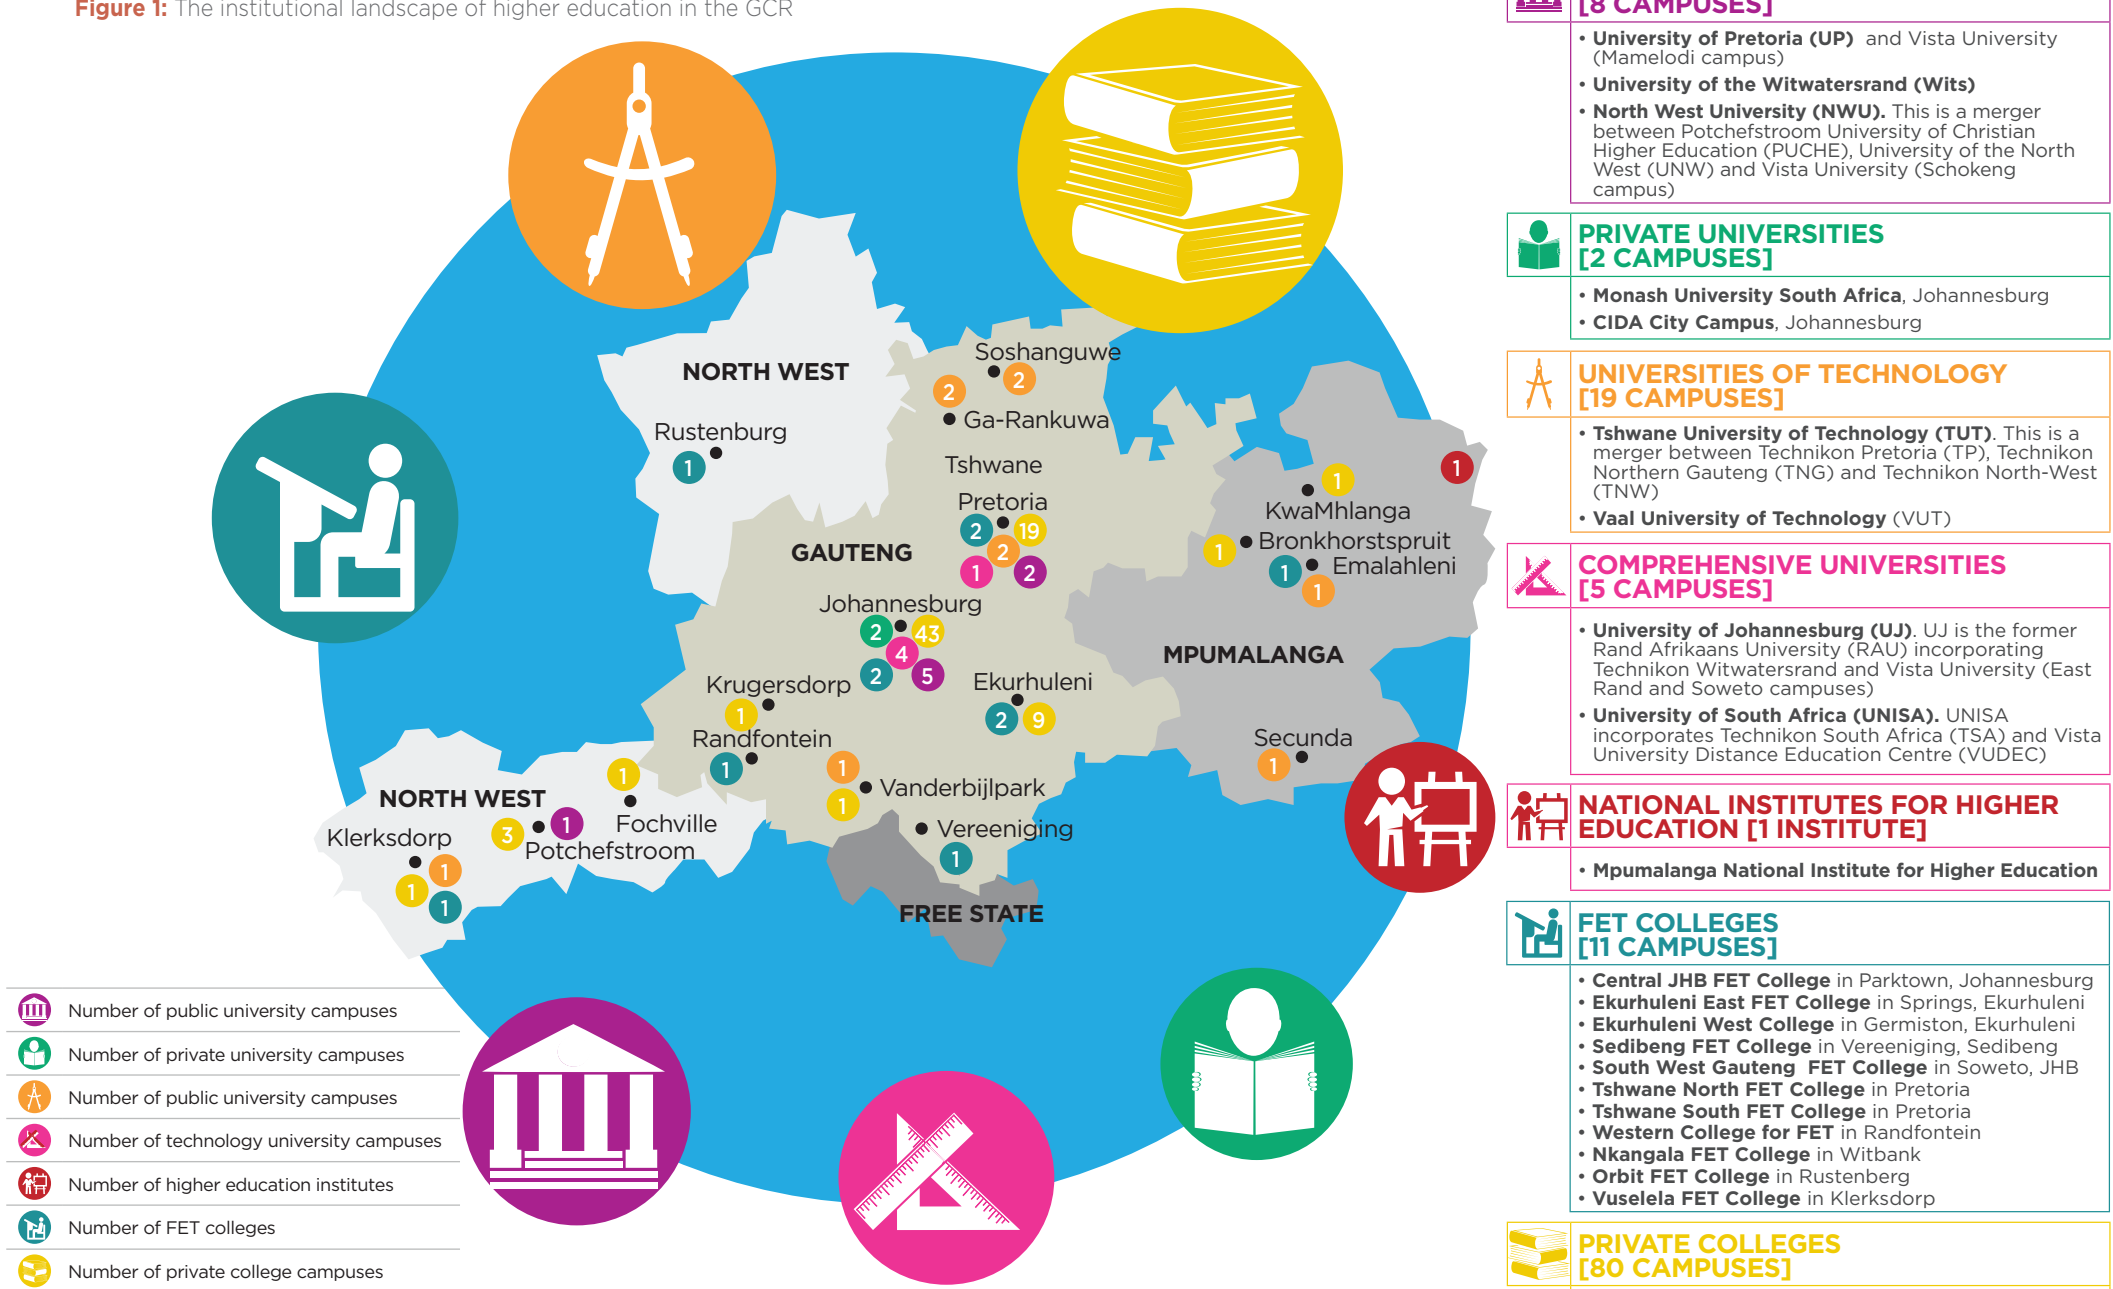 Figure 1: The institutional landscape of higher education in the GCR
NORTH WEST
Rustenburg
1
Soshanguwe
2
2
Ga-Rankuwa
Tshwane
Pretoria
2
19
2
1
2
GAUTENG
Johannesburg
2
43
4
2
5
Krugersdorp
1
Randfontein
1
Ekurhuleni
2
9
1
Vanderbijlpark
1
Vereeniging
1
FREE STATE
1
1
KwaMhlanga
1
Bronkhorstspruit
1
Emalahleni
1
MPUMALANGA
Secunda
1
NORTH WEST
1
Fochville
3
1
Potchefstroom
Klerksdorp
1
1
1
Number of public university campuses
Number of private university campuses
Number of public university campuses
Number of technology university campuses
Number of higher education institutes
Number of FET colleges
Number of private college campuses
[8 CAMPUSES]
• University of Pretoria (UP) and Vista University
(Mamelodi campus)
• University of the Witwatersrand (Wits)
• North West University (NWU). This is a merger
between Potchefstroom University of Christian
Higher Education (PUCHE), University of the North
West (UNW) and Vista University (Schokeng
campus)
PRIVATE UNIVERSITIES
[2 CAMPUSES]
• Monash University South Africa, Johannesburg
• CIDA City Campus, Johannesburg
UNIVERSITIES OF TECHNOLOGY
[19 CAMPUSES]
• Tshwane University of Technology (TUT). This is a
merger between Technikon Pretoria (TP), Technikon
Northern Gauteng (TNG) and Technikon North-West
(TNW)
• Vaal University of Technology (VUT)
COMPREHENSIVE UNIVERSITIES
[5 CAMPUSES]
• University of Johannesburg (UJ). UJ is the former
Rand Afrikaans University (RAU) incorporating
Technikon Witwatersrand and Vista University (East
Rand and Soweto campuses)
• University of South Africa (UNISA). UNISA
incorporates Technikon South Africa (TSA) and Vista
University Distance Education Centre (VUDEC)
NATIONAL INSTITUTES FOR HIGHER
EDUCATION [1 INSTITUTE]
• Mpumalanga National Institute for Higher Education
FET COLLEGES
[11 CAMPUSES]
• Central JHB FET College in Parktown, Johannesburg
• Ekurhuleni East FET College in Springs, Ekurhuleni
• Ekurhuleni West College in Germiston, Ekurhuleni
• Sedibeng FET College in Vereeniging, Sedibeng
• South West Gauteng FET College in Soweto, JHB
• Tshwane North FET College in Pretoria
• Tshwane South FET College in Pretoria
• Western College for FET in Randfontein
• Nkangala FET College in Witbank
• Orbit FET College in Rustenberg
• Vuselela FET College in Klerksdorp
PRIVATE COLLEGES
[80 CAMPUSES]